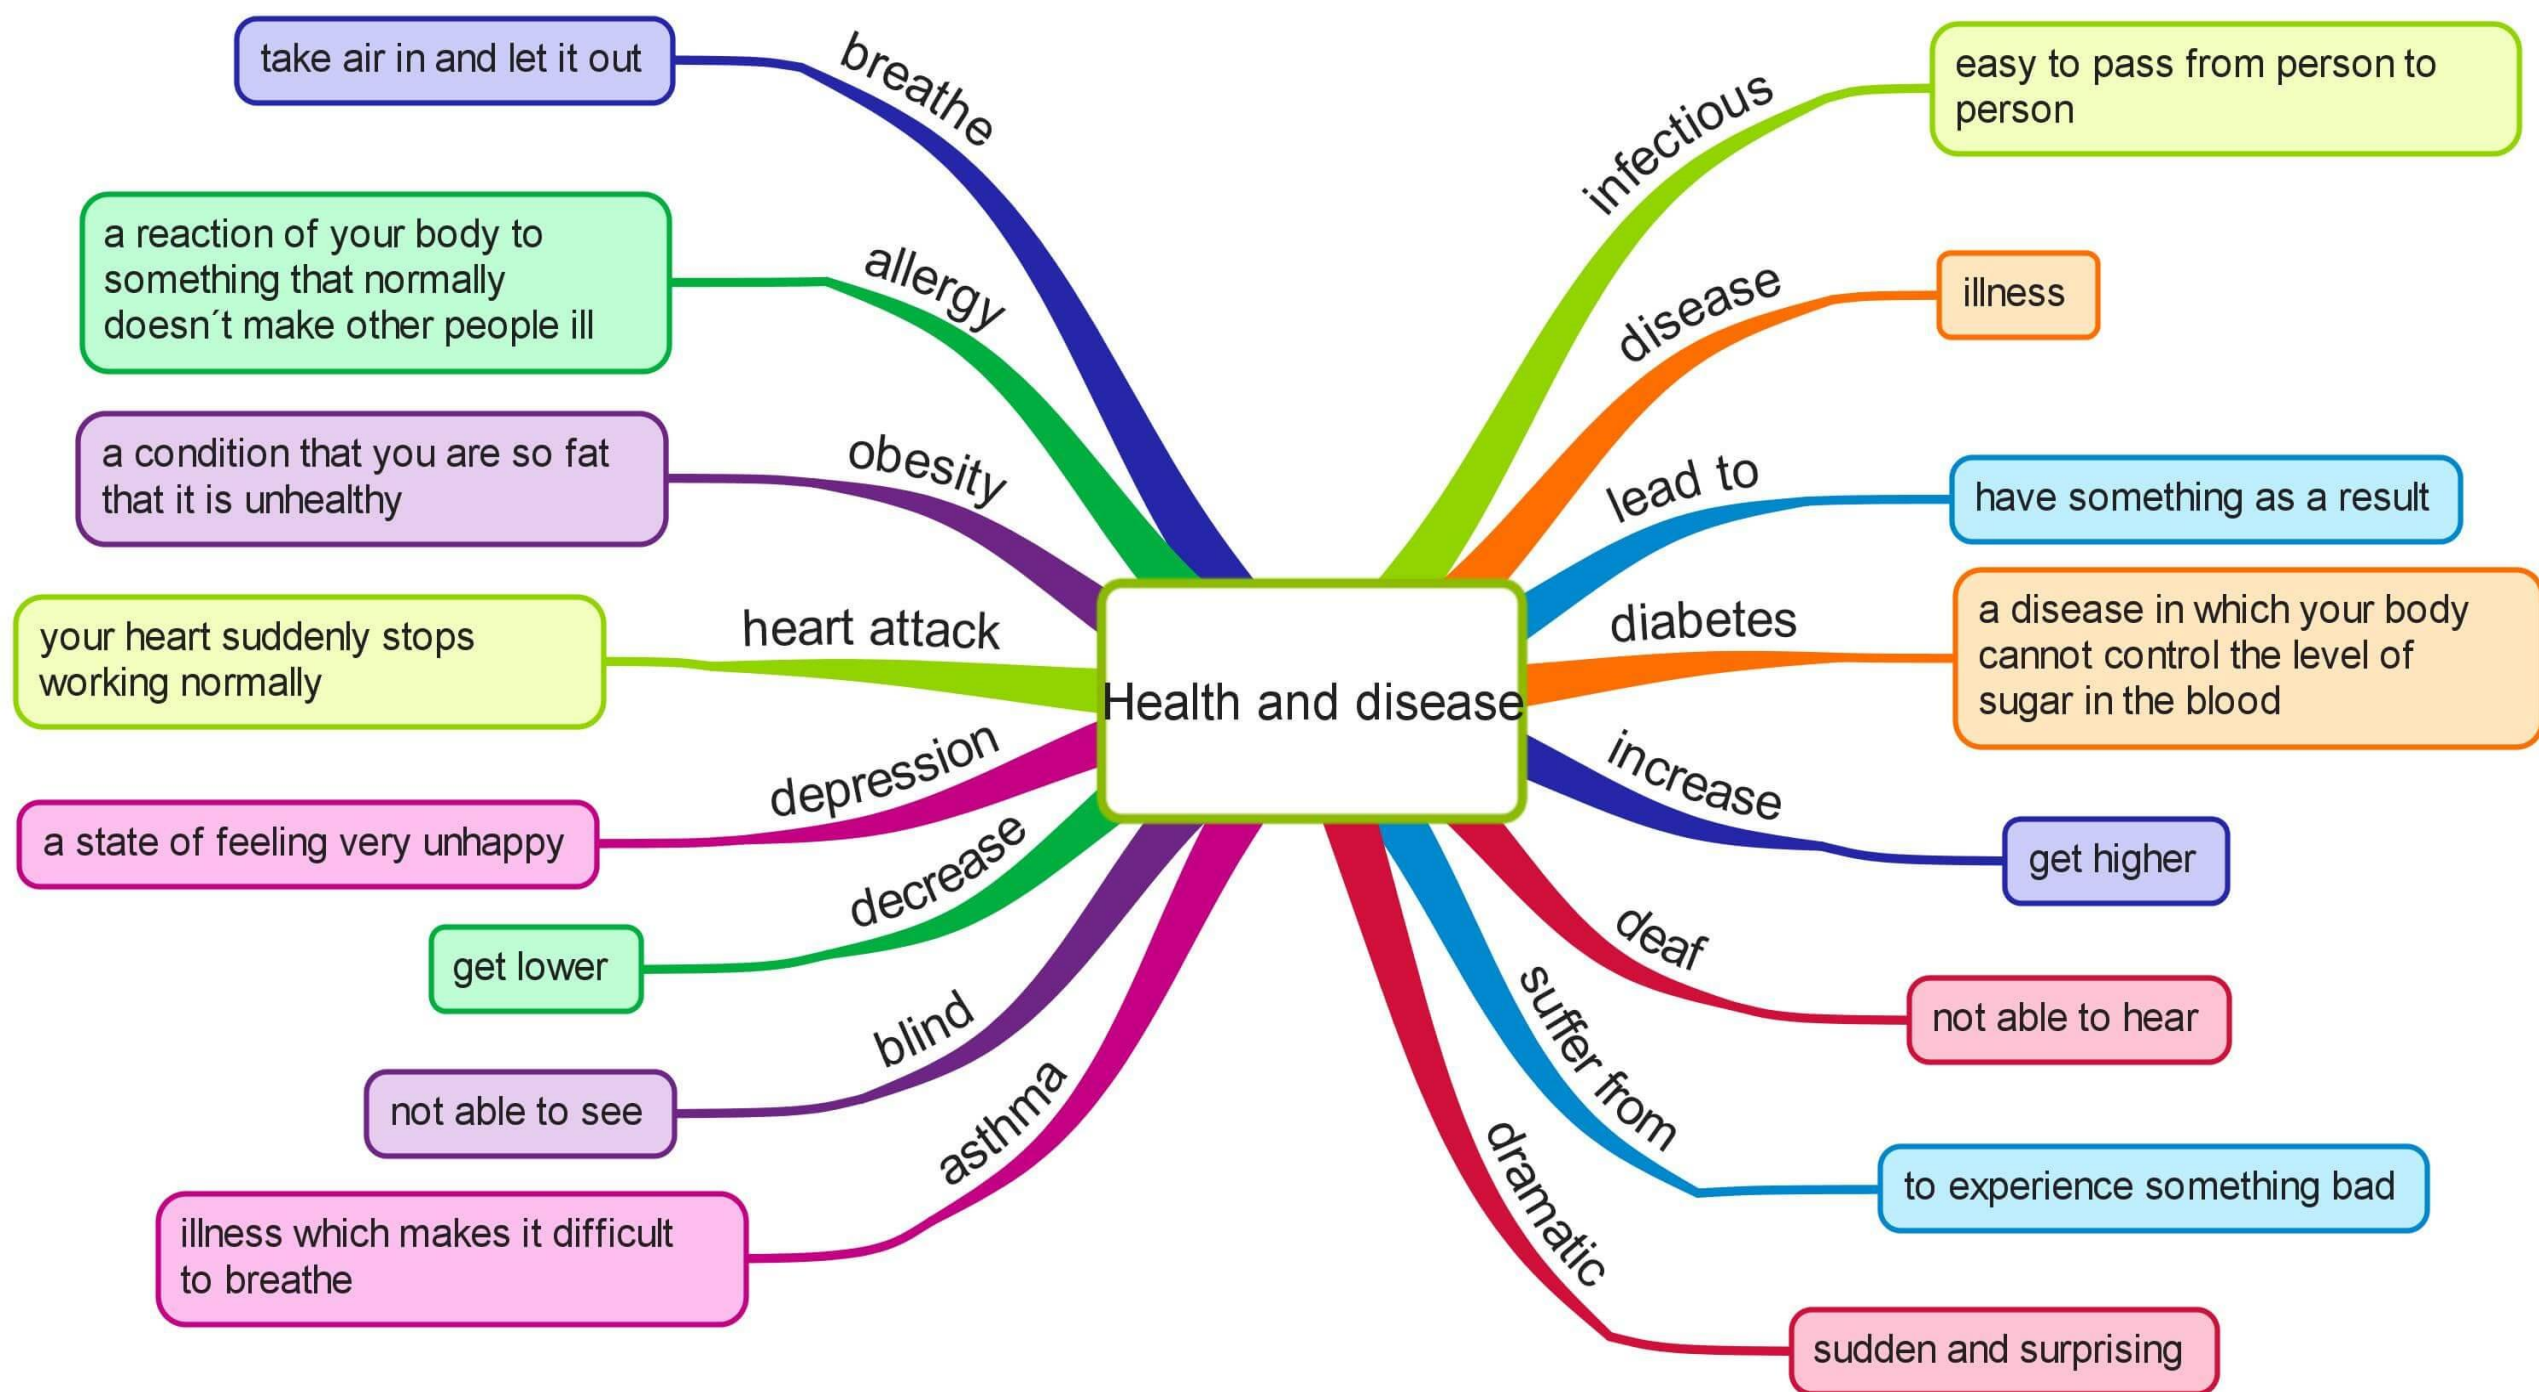 Health and disease
breathe
take air in and let it out
allergy
a reaction of your body to
something that normally
doesn´t make other people ill
obesity
a condition that you are so fat
that it is unhealthy
heart attack
your heart suddenly stops
working normally
depression
a state of feeling very unhappy
decrease
get lower
blind
not able to see
asthma
illness which makes it difficult
to breathe
infectious
easy to pass from person to
person
disease
illness
lead to
have something as a result
diabetes
a disease in which your body
cannot control the level of
sugar in the blood
increase
get higher
deaf
not able to hear
suffer from
to experience something bad
dramatic
sudden and surprising